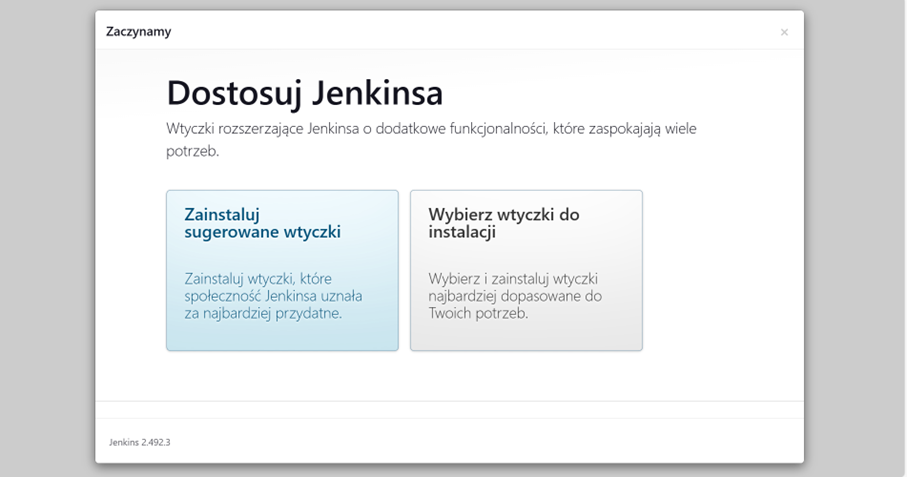 Zaczynamy
×
Dostosuj Jenkinsa
Wtyczki rozszerzające Jenkinsa o dodatkowe funkcjonalności, które zaspokajają wiele
potrzeb.
Zainstaluj
sugerowane wtyczki
Zainstaluj wtyczki, które
społeczność Jenkinsa uznała
za najbardziej przydatne.
Wybierz wtyczki do
instalacji
Wybierz i zainstaluj wtyczki
najbardziej dopasowane do
Twoich potrzeb.
Jenkins 2.492.3